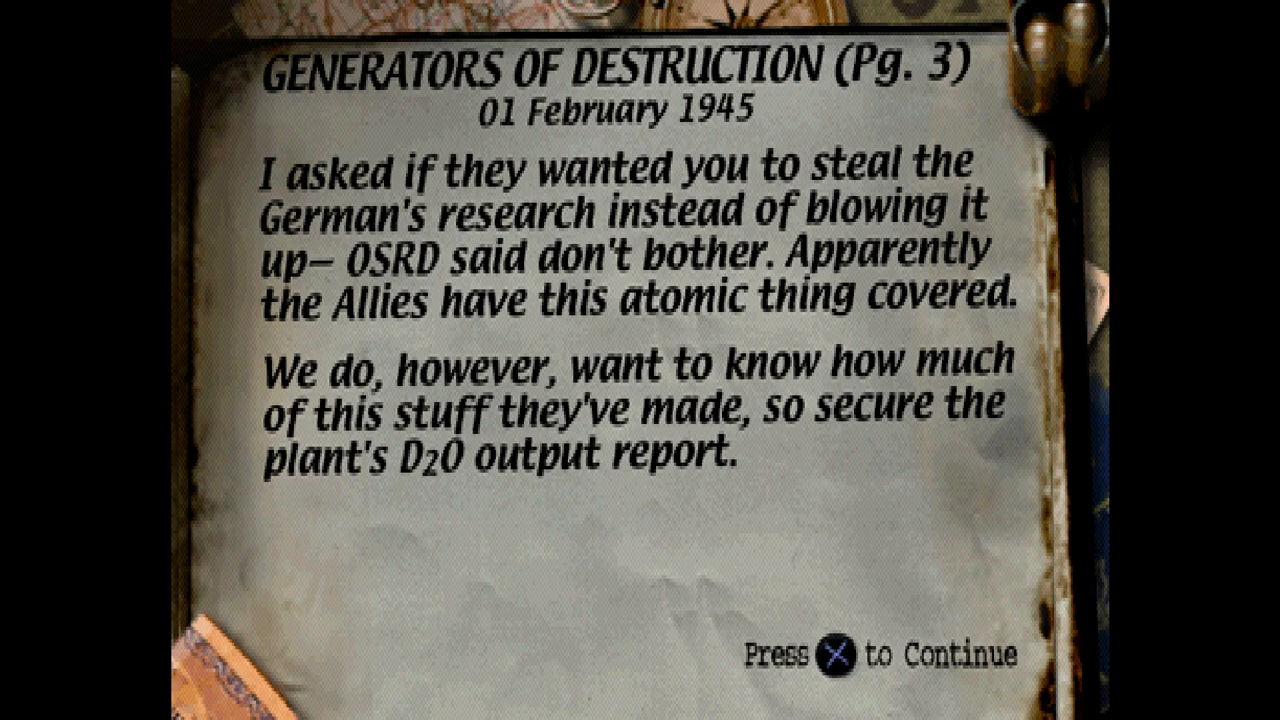 GENERATORS OF DESTRUCTION (Pg. 3)
01 February 1945
I asked if they wanted you to steal the
German's research instead of blowing it
up— OSRD said don't bother. Apparently
the Allies have this atomic thing covered.
We do, however, want to know how much
of this stuff they've made, so secure the
plant's D₂O output report.
Press X to Continue